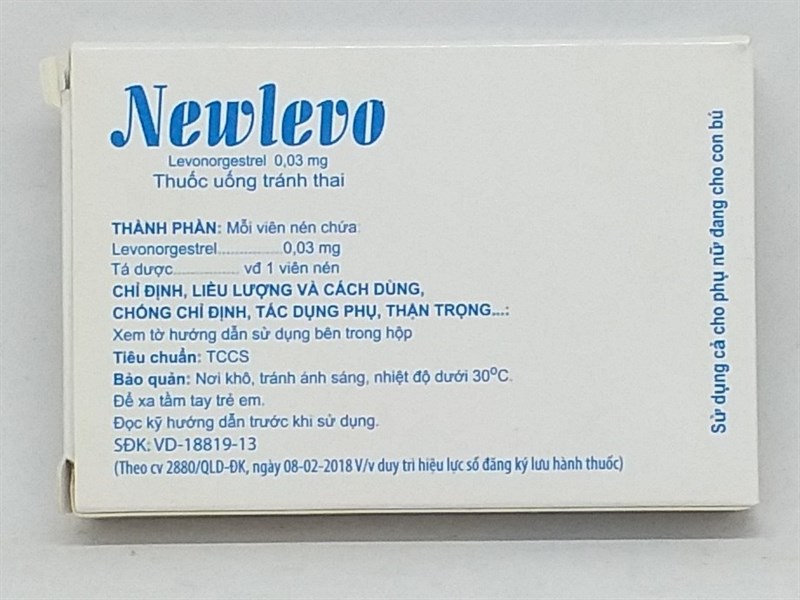 Newlevo
Levonorgestrel 0,03 mg
Thuốc uống tránh thai
THÀNH PHẦN: Mỗi viên nén chứa:
Levonorgestrel....................0,03 mg
Tá dược.................... vđ 1 viên nén
CHỈ ĐỊNH, LIỀU LƯỢNG VÀ CÁCH DÙNG,
CHỐNG CHỈ ĐỊNH, TÁC DỤNG PHỤ, THẬN TRỌNG...:
Xem tờ hướng dẫn sử dụng bên trong hộp
Tiêu chuẩn: TCCS
Bảo quản: Nơi khô, tránh ánh sáng, nhiệt độ dưới 30°C.
Để xa tầm tay trẻ em.
Đọc kỹ hướng dẫn trước khi sử dụng.
SĐK: VD-18819-13
(Theo cv 2880/QLD-ĐK, ngày 08-02-2018 V/v duy trì hiệu lực số đăng ký lưu hành thuốc)
Sử dụng cả cho phụ nữ đang cho con bú